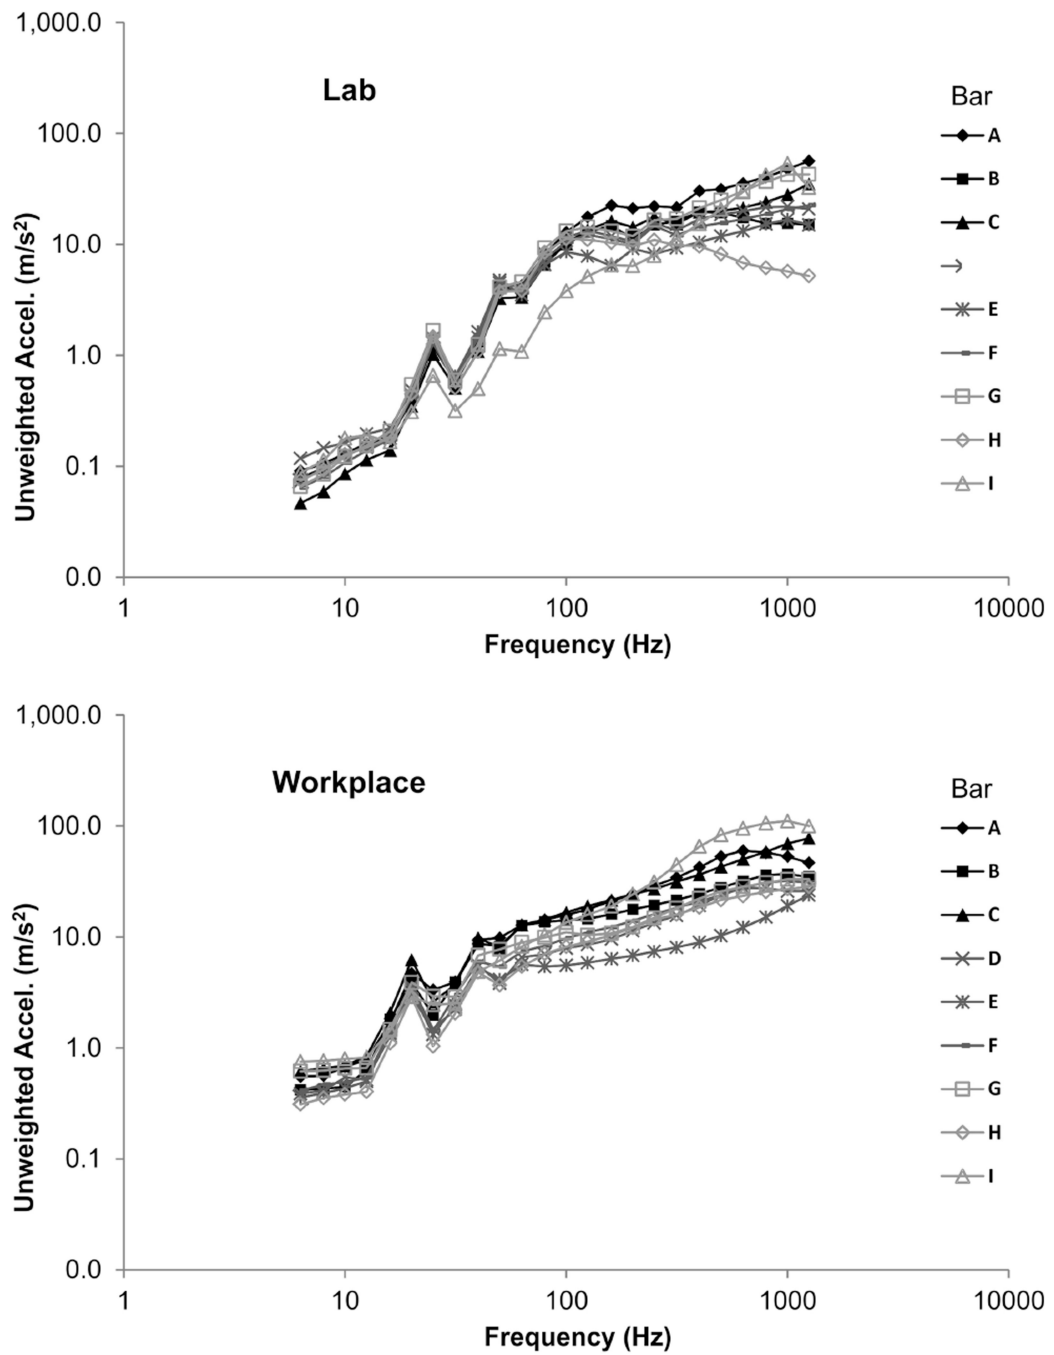 1,000.0
Lab
Bar
100.0
A
B
C
10.0
E
1.0
F
G
H
0.1
I
0.0
1 10 100 1000 10000
Unweighted Accel. (m/s²)
Frequency (Hz)
1,000.0
Workplace
Bar
100.0
A
B
C
10.0
D
E
1.0
F
G
H
0.1
I
0.0
1 10 100 1000 10000
Unweighted Accel. (m/s²)
Frequency (Hz)